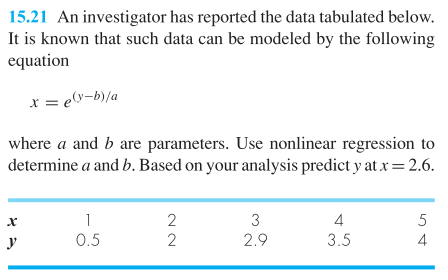 15.21 An investigator has reported the data tabulated below.
It is known that such data can be modeled by the following
equation
x = e^{(y−b)/a}
where a and b are parameters. Use nonlinear regression to
determine a and b. Based on your analysis predict y at x = 2.6.
x 1 2 3 4 5
y 0.5 2 2.9 3.5 4